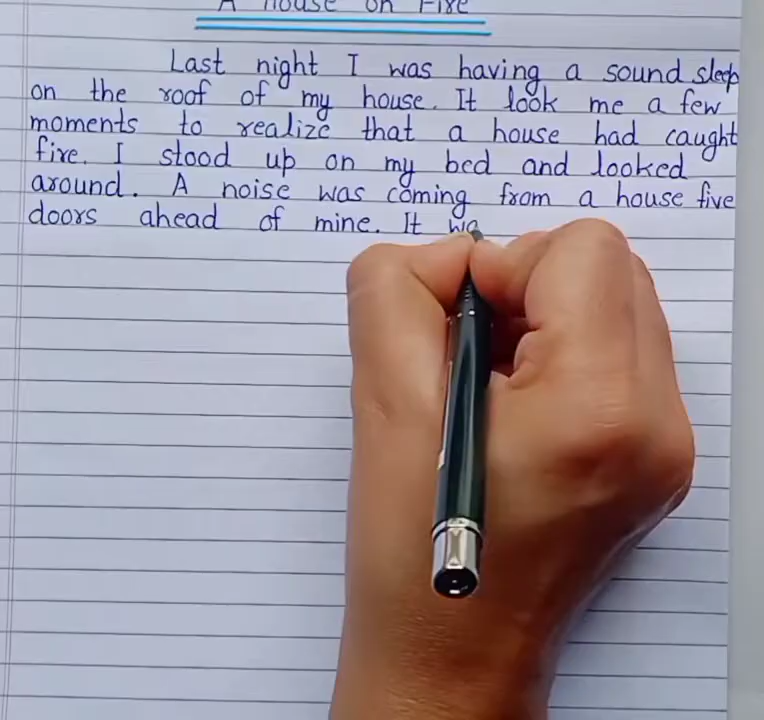 A House on Fire
Last night I was having a sound sleep
on the roof of my house. It look me a few
moments to realize that a house had caught
fire. I stood up on my bed and looked
around. A noise was coming from a house five
doors ahead of mine. It wa